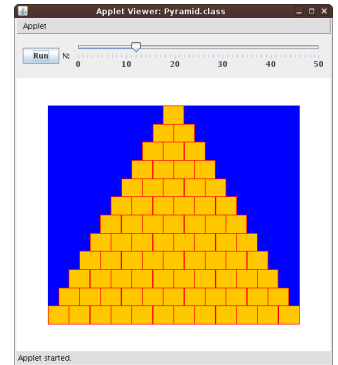 Applet Viewer: Pyramid.class
Applet
Run N:
0 10 20 30 40 50
Applet started.